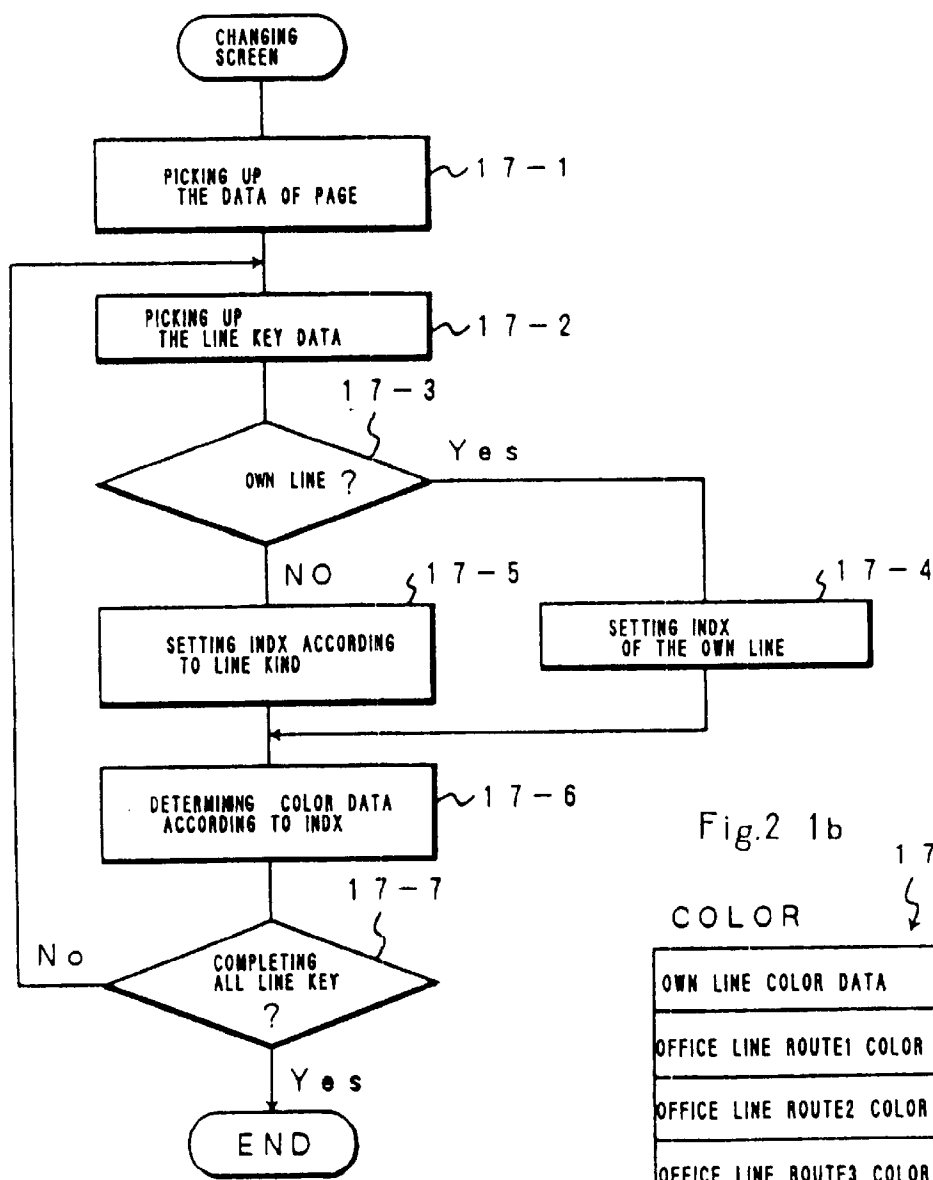 CHANGING
SCREEN
PICKING UP
THE DATA OF PAGE
17-1
PICKING UP
THE LINE KEY DATA
17-2
17-3
OWN LINE ?
Yes
NO
17-5
SETTING INDX ACCORDING
TO LINE KIND
17-4
SETTING INDX
OF THE OWN LINE
DETERMINNG COLOR DATA
ACCORDING TO INDX
17-6
17-7
COMPLETING
ALL LINE KEY
?
No
Yes
END
Fig.2 1b
17
COLOR
OWN LINE COLOR DATA
OFFICE LINE ROUTE1 COLOR
OFFICE LINE ROUTE2 COLOR
OFFICE LINE ROUTE3 COLOR